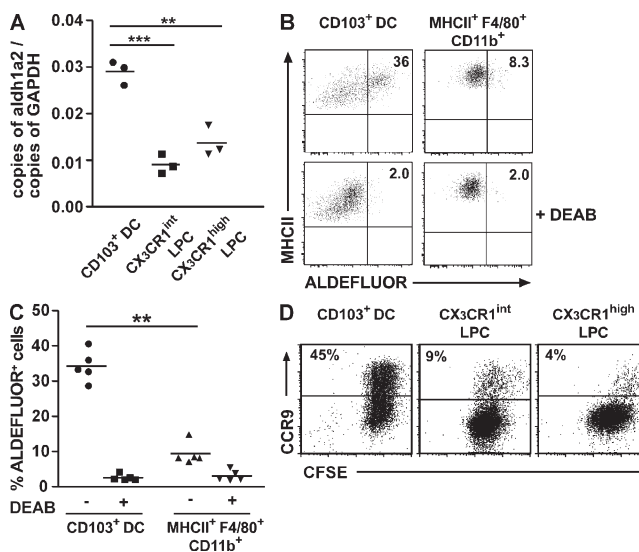 A
copies of aldh1a2 /
copies of GAPDH
0.04
0.03
0.02
0.01
0.00
**
***
CD103+ DC
CX3CR1int
LPC
CX3CR1high
LPC
B
CD103+ DC
MHCII+ F4/80+
CD11b+
36
8.3
2.0
2.0
+ DEAB
MHCII
ALDEFLUOR
C
% ALDEFLUOR+ cells
50
40
30
20
10
0
**
DEAB
- + - +
CD103+ DC
MHCII+ F4/80+
CD11b+
D
CD103+ DC
CX3CR1int
LPC
CX3CR1high
LPC
45%
9%
4%
CCR9
CFSE